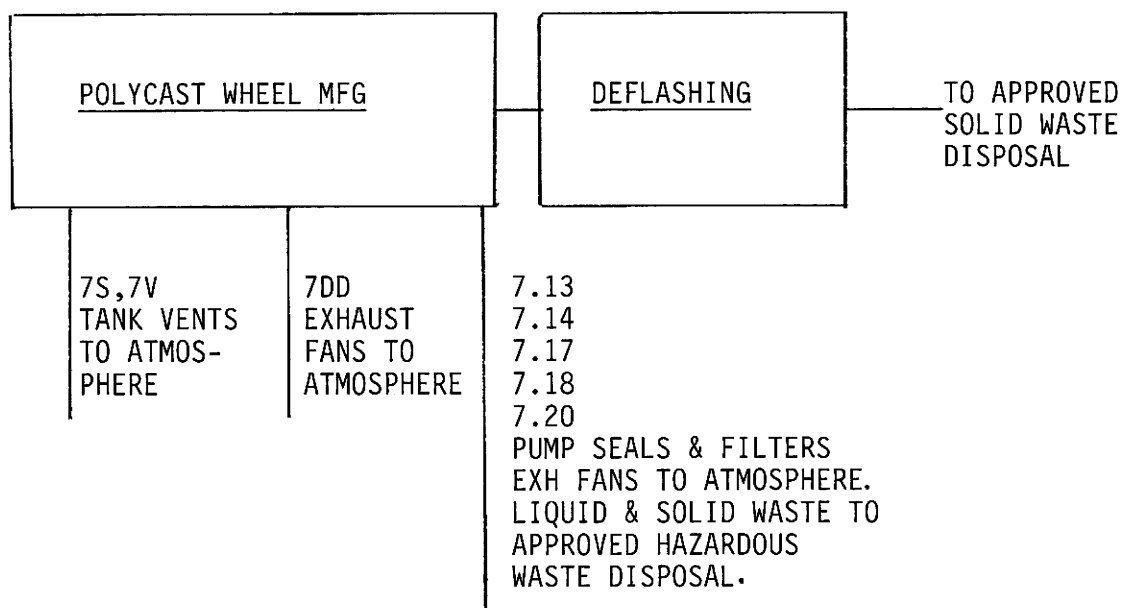 POLYCAST WHEEL MFG
DEFLASHING
TO APPROVED
SOLID WASTE
DISPOSAL
7S,7V
TANK VENTS
TO ATMOS-
PHERE
7DD
EXHAUST
FANS TO
ATMOSPHERE
7.13
7.14
7.17
7.18
7.20
PUMP SEALS & FILTERS
EXH FANS TO ATMOSPHERE.
LIQUID & SOLID WASTE TO
APPROVED HAZARDOUS
WASTE DISPOSAL.